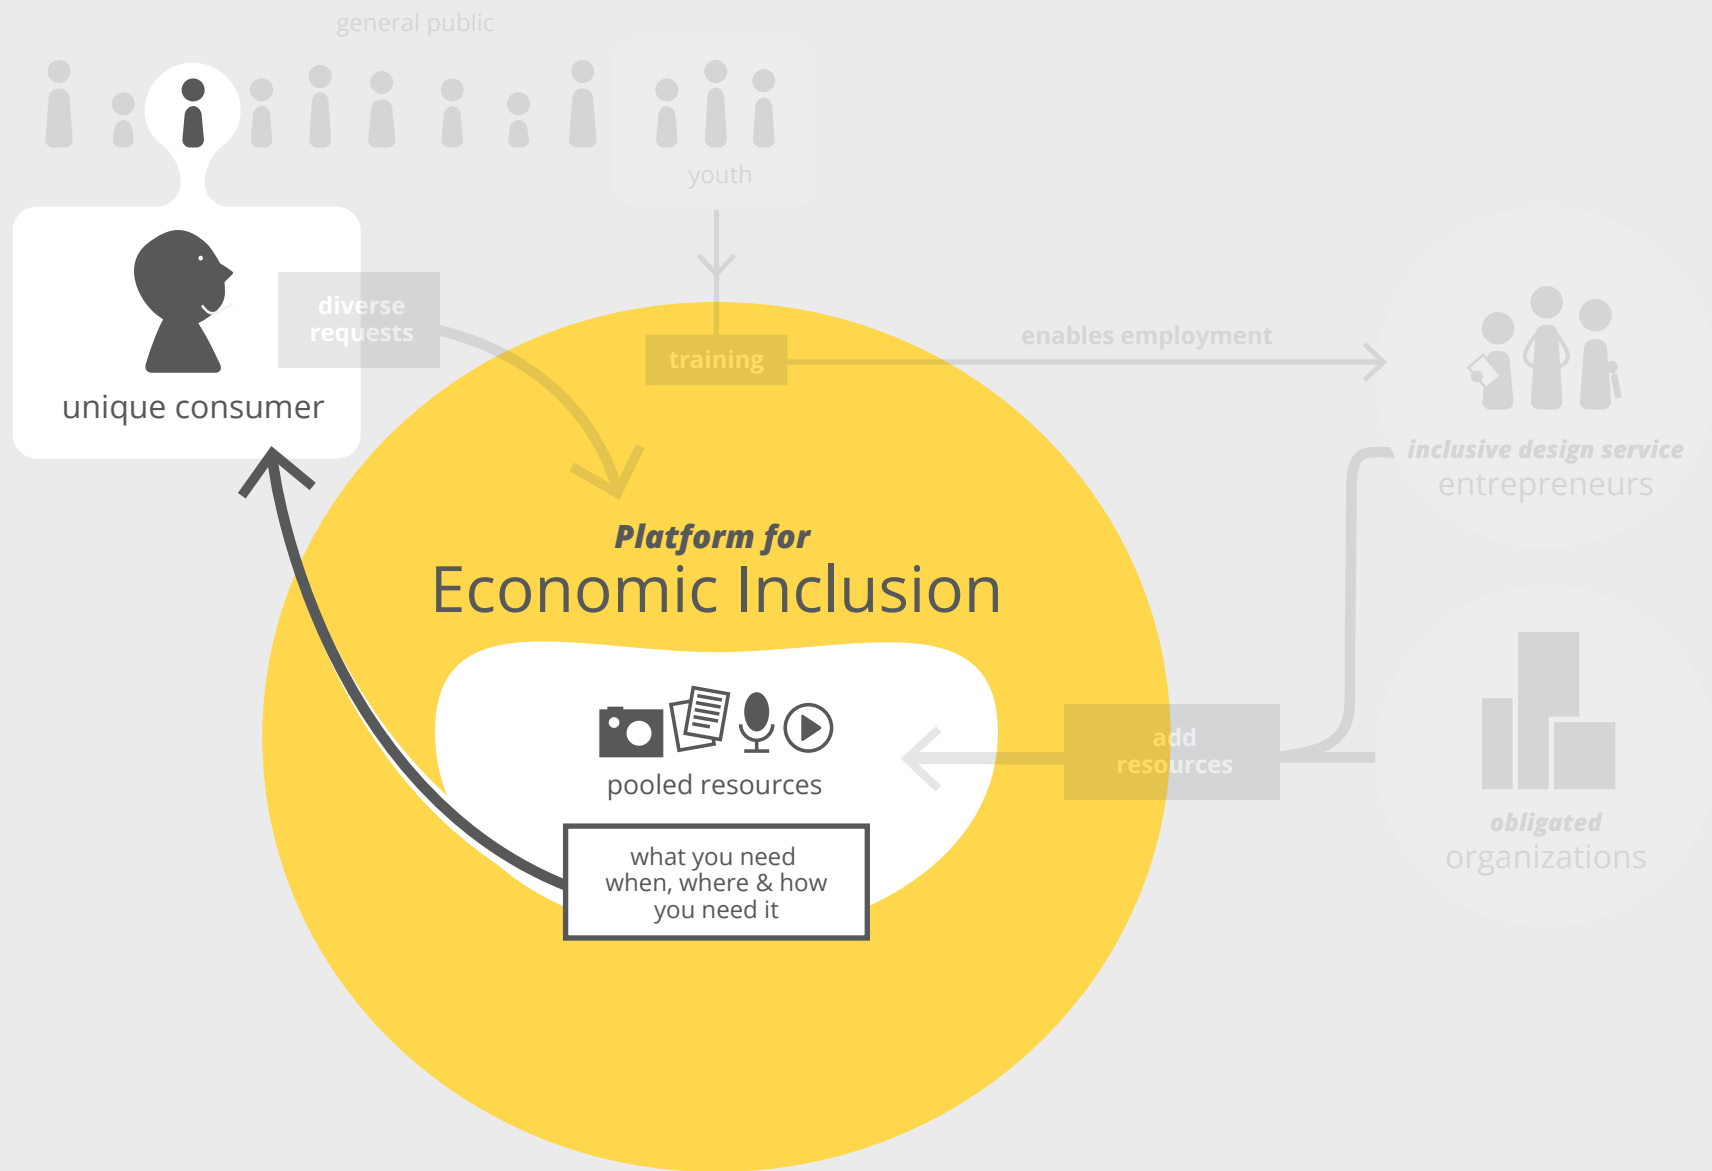 general public
youth
diverse
requests
unique consumer
training
enables employment
inclusive design service
entrepreneurs
Platform for
Economic Inclusion
pooled resources
add
resources
what you need
when, where & how
you need it
obligated
organizations